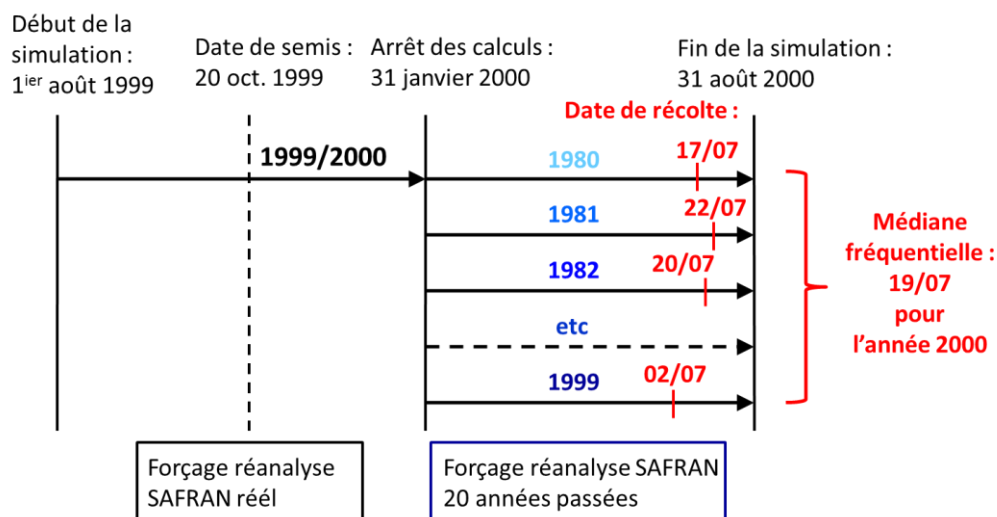 Début de la
simulation :
1ier août 1999
Date de semis :
20 oct. 1999
Arrêt des calculs :
31 janvier 2000
Fin de la simulation :
31 août 2000
Date de récolte :
1999/2000
1980
17/07
1981
22/07
1982
20/07
etc
1999
02/07
Médiane
fréquentielle :
19/07
pour
l'année 2000
Forçage réanalyse
SAFRAN réél
Forçage réanalyse SAFRAN
20 années passées